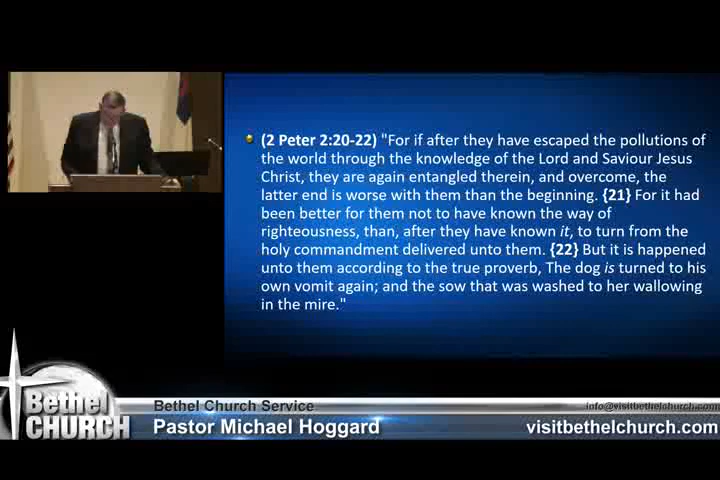 (2 Peter 2:20-22) "For if after they have escaped the pollutions of
the world through the knowledge of the Lord and Saviour Jesus
Christ, they are again entangled therein, and overcome, the
latter end is worse with them than the beginning. {21} For it had
been better for them not to have known the way of
righteousness, than, after they have known it, to turn from the
holy commandment delivered unto them. {22} But it is happened
unto them according to the true proverb, The dog is turned to his
own vomit again; and the sow that was washed to her wallowing
in the mire."
Bethel
CHURCH
Bethel Church Service
info@visitbethelchurch.com
Pastor Michael Hoggard
visitbethelchurch.com